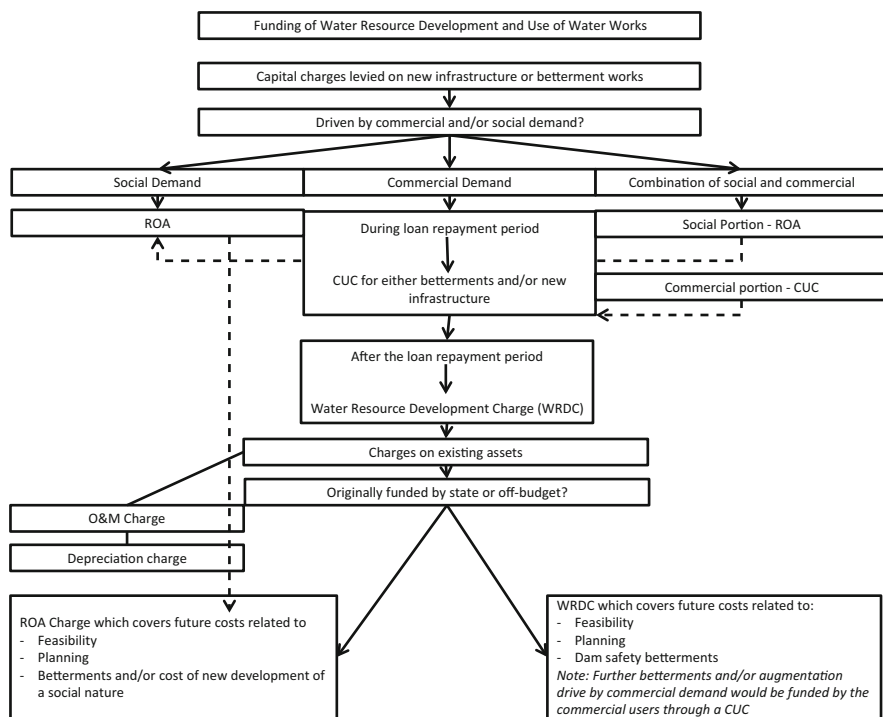 Funding of Water Resource Development and Use of Water Works
Capital charges levied on new infrastructure or betterment works
Driven by commercial and/or social demand?
Social Demand
Commercial Demand
Combination of social and commercial
ROA
During loan repayment period
CUC for either betterments and/or new
infrastructure
Social Portion - ROA
Commercial portion - CUC
After the loan repayment period
Water Resource Development Charge (WRDC)
Charges on existing assets
Originally funded by state or off-budget?
O&M Charge
Depreciation charge
ROA Charge which covers future costs related to
- Feasibility
- Planning
- Betterments and/or cost of new development of
a social nature
WRDC which covers future costs related to:
- Feasibility
- Planning
- Dam safety betterments
Note: Further betterments and/or augmentation
drive by commercial demand would be funded by the
commercial users through a CUC